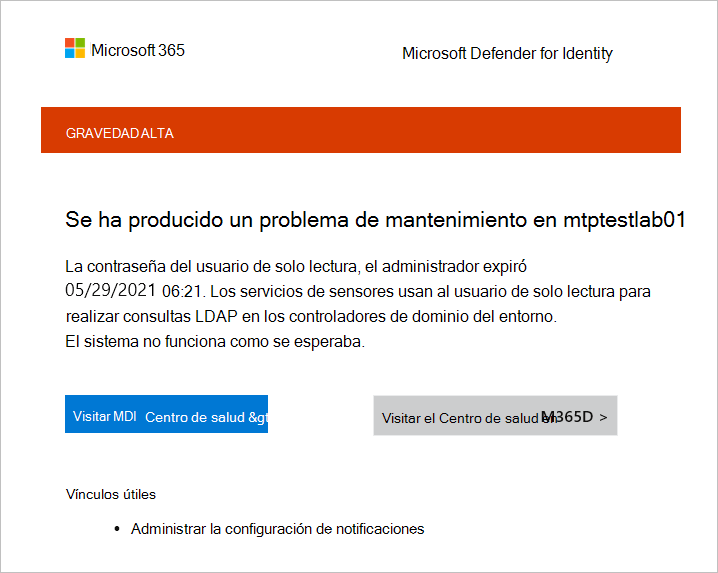 Microsoft 365
Microsoft Defender for Identity
GRAVEDAD ALTA
Se ha producido un problema de mantenimiento en mtptestlab01
La contraseña del usuario de solo lectura, el administrador expiró
05/29/2021 06:21. Los servicios de sensores usan al usuario de solo lectura para
realizar consultas LDAP en los controladores de dominio del entorno.
El sistema no funciona como se esperaba.
Visitar MDI Centro de salud &gt
Visitar el Centro de salud en M365D >
Vínculos útiles
• Administrar la configuración de notificaciones